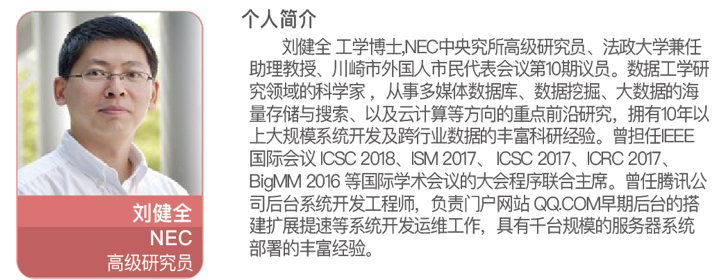 个人简介
刘健全 工学博士,NEC中央究所高级研究员、法政大学兼任
助理教授、川崎市外国人市民代表会议第10期议员。数据工学研
究领域的科学家，从事多媒体数据库、数据挖掘、大数据的海
量存储与搜索、以及云计算等方向的重点前沿研究，拥有10年以
上大规模系统开发及跨行业数据的丰富科研经验。曾担任IEEE
国际会议 ICSC 2018、ISM 2017、 ICSC 2017、ICRC 2017、
BigMM 2016 等国际学术会议的大会程序联合主席。曾任腾讯公
司后台系统开发工程师，负责门户网站 QQ.COM早期后台的搭
建扩展提速等系统开发运维工作，具有千台规模的服务器系统
部署的丰富经验。
刘健全
NEC
高级研究员